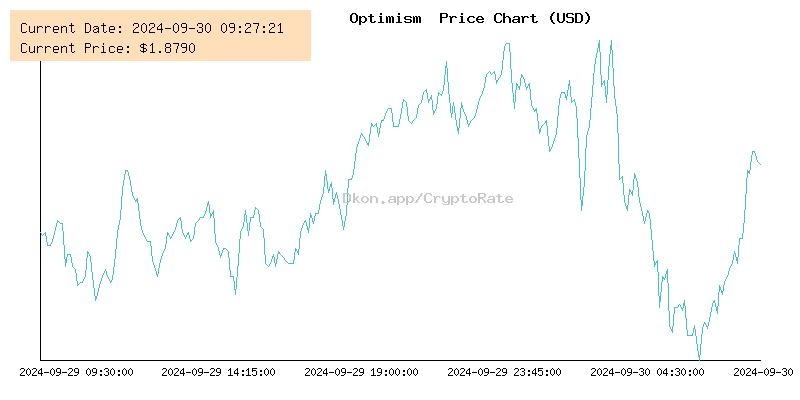 Optimism  Price Chart (USD)
Current Date: 2024-09-30 09:27:21
Current Price: $1.8790
Dkon.app/CryptoRate
2024-09-29 09:30:00 2024-09-29 14:15:00 2024-09-29 19:00:00 2024-09-29 23:45:00 2024-09-30 04:30:00 2024-09-30